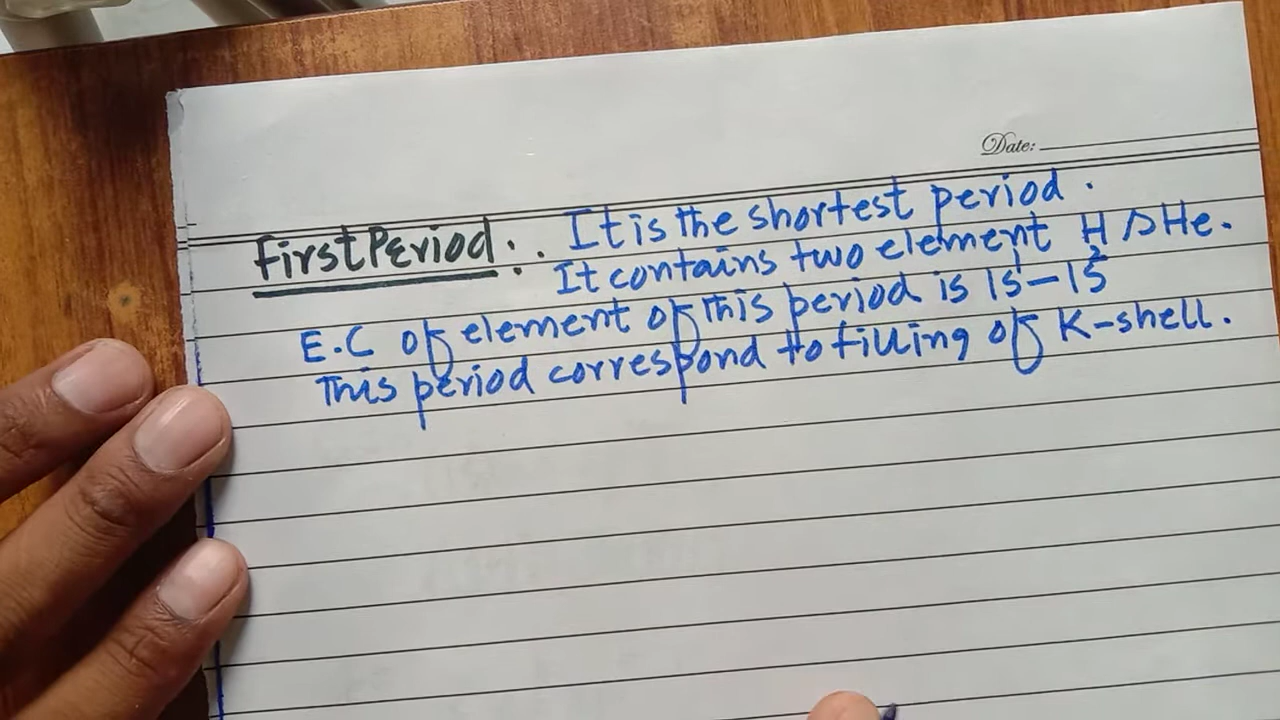 Date:
First Period:. It is the shortest period.
It contains two element H & He.
E.C of element of this period is 1s¹-1s²
This period correspond to filling of K-shell.